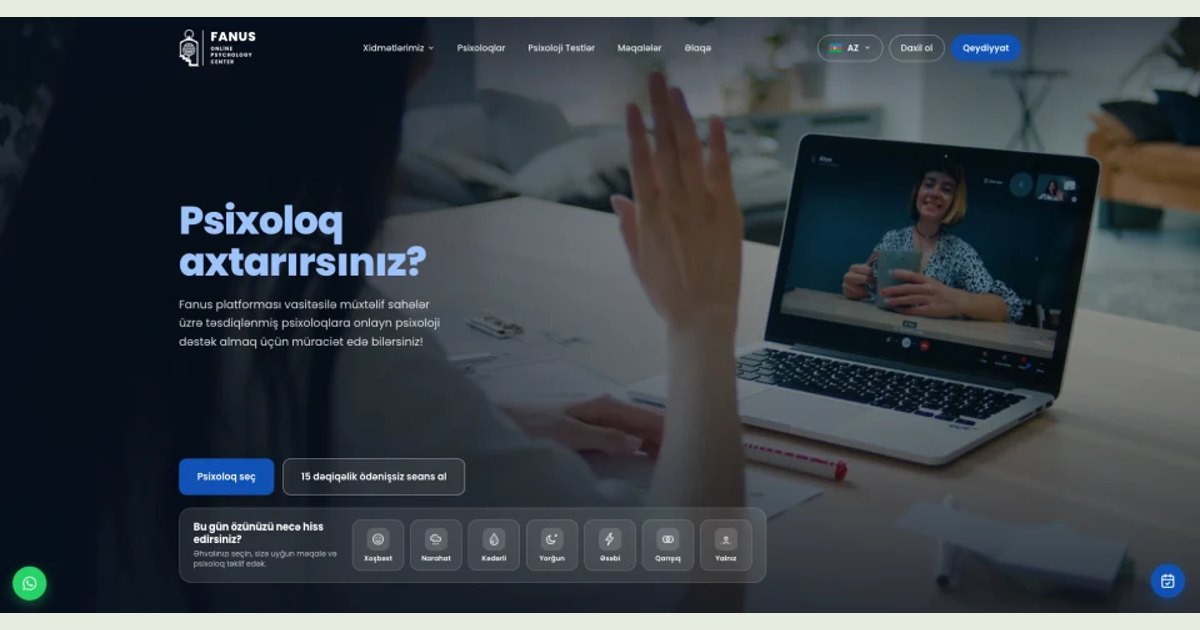 FANUS
ONLINE
PSYCHOLOGY
CENTER
Xidmətlərimiz
Psixoloqlar
Psixoloji Testlər
Məqalələr
Əlaqə
AZ
Daxil ol
Qeydiyyat
Psixoloq
axtarırsınız?
Fanus platforması vasitəsilə müxtəlif sahələr
üzrə təsdiqlənmiş psixoloqlara onlayn psixoloji
dəstək almaq üçün müraciət edə bilərsiniz!
Psixoloq seç
15 dəqiqəlik ödənişsiz seans al
Bu gün özünüzü necə hiss
edirsiniz?
Əhvalınızı seçin, sizə uyğun məqalə və
psixoloq təklif edək.
Xoşbəxt
Narahat
Kədərli
Yorğun
Əsəbi
Qarışıq
Yalnız